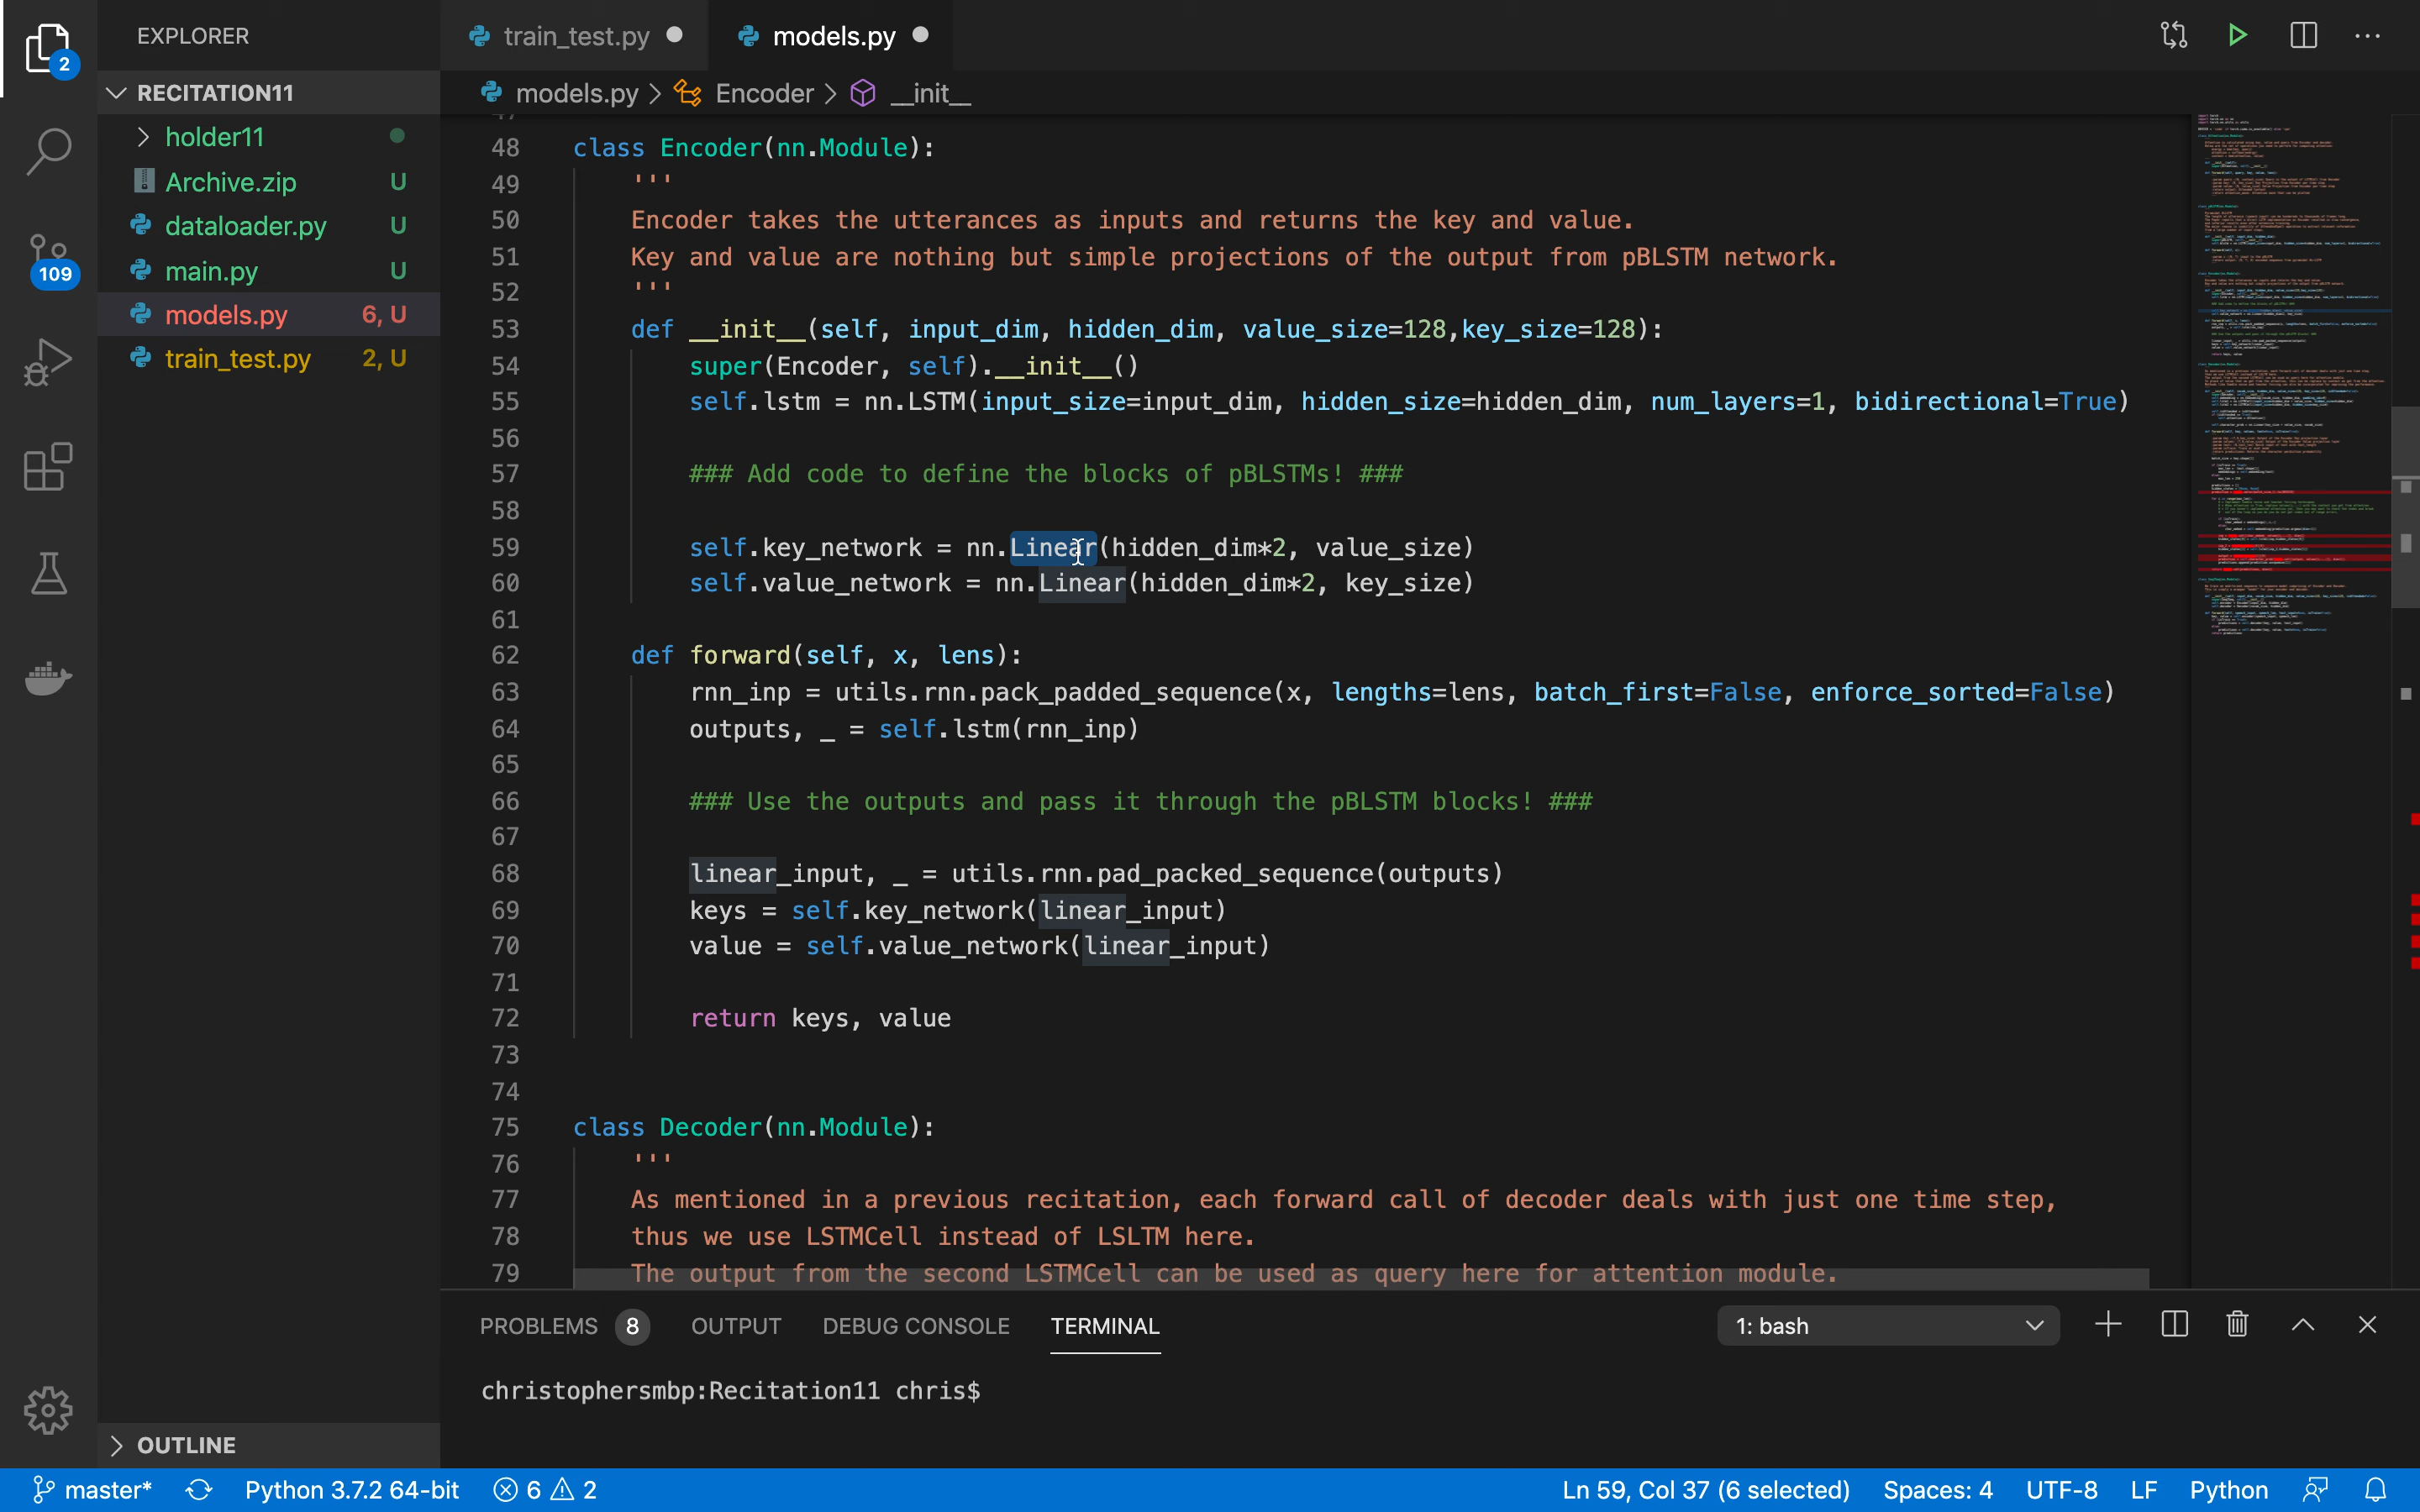 EXPLORER
train_test.py
models.py
2
RECITATION11
models.py > Encoder > __init__
holder11
Archive.zip U
dataloader.py U
109
main.py U
models.py 6, U
train_test.py 2, U
48 class Encoder(nn.Module):
49 '''
50 Encoder takes the utterances as inputs and returns the key and value.
51 Key and value are nothing but simple projections of the output from pBLSTM network.
52 '''
53 def __init__(self, input_dim, hidden_dim, value_size=128,key_size=128):
54 super(Encoder, self).__init__()
55 self.lstm = nn.LSTM(input_size=input_dim, hidden_size=hidden_dim, num_layers=1, bidirectional=True)
56
57 ### Add code to define the blocks of pBLSTMs! ###
58
59 self.key_network = nn.Linear(hidden_dim*2, value_size)
60 self.value_network = nn.Linear(hidden_dim*2, key_size)
61
62 def forward(self, x, lens):
63 rnn_inp = utils.rnn.pack_padded_sequence(x, lengths=lens, batch_first=False, enforce_sorted=False)
64 outputs, _ = self.lstm(rnn_inp)
65
66 ### Use the outputs and pass it through the pBLSTM blocks! ###
67
68 linear_input, _ = utils.rnn.pad_packed_sequence(outputs)
69 keys = self.key_network(linear_input)
70 value = self.value_network(linear_input)
71
72 return keys, value
73
74
75 class Decoder(nn.Module):
76 '''
77 As mentioned in a previous recitation, each forward call of decoder deals with just one time step,
78 thus we use LSTMCell instead of LSLTM here.
79 The output from the second LSTMCell can be used as query here for attention module.
PROBLEMS 8 OUTPUT DEBUG CONSOLE TERMINAL 1: bash
christophersmbp:Recitation11 chris$
OUTLINE
master* Python 3.7.2 64-bit 6 2 Ln 59, Col 37 (6 selected) Spaces: 4 UTF-8 LF Python